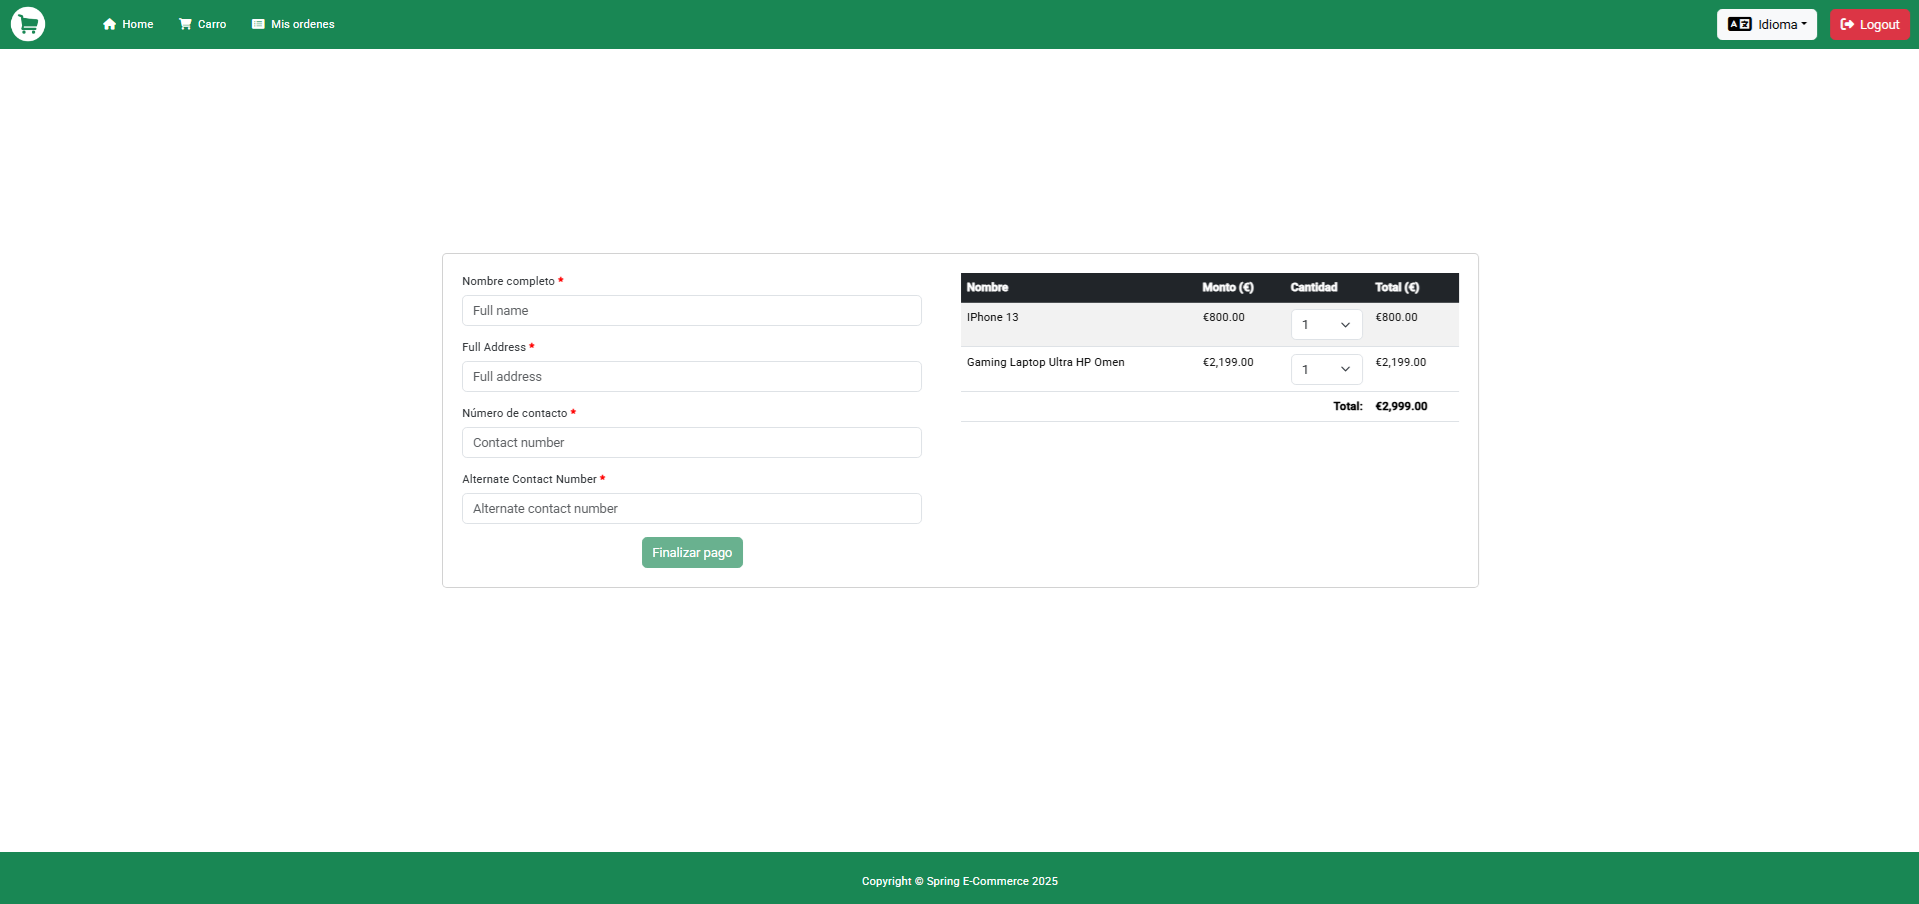 Home Carro Mis ordenes Idioma Logout
Nombre completo *
Full name
Full Address *
Full address
Número de contacto *
Contact number
Alternate Contact Number *
Alternate contact number
Finalizar pago
Nombre Monto (€) Cantidad Total (€)
IPhone 13 €800.00 1 €800.00
Gaming Laptop Ultra HP Omen €2,199.00 1 €2,199.00
Total: €2,999.00
Copyright © Spring E-Commerce 2025